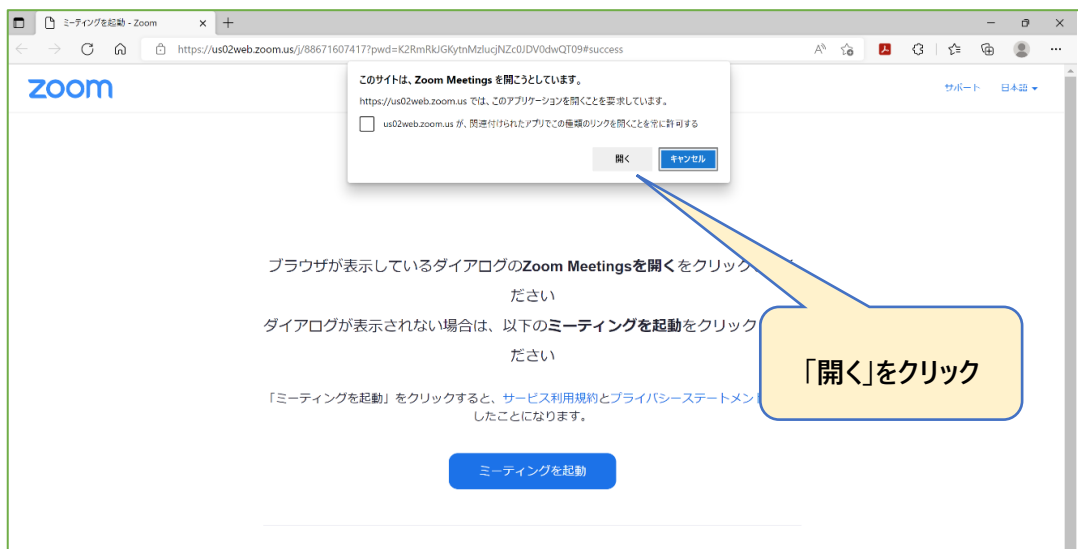 ミーティングを起動 - Zoom
https://us02web.zoom.us/j/88671607417?pwd=K2RmRkJGKytnMzlucjNZc0JDV0dwQT09#success
zoom
サポート 日本語
このサイトは、Zoom Meetings を開こうとしています。
https://us02web.zoom.us では、このアプリケーションを開くことを要求しています。
us02web.zoom.us が、関連付けられたアプリでこの種類のリンクを開くことを常に許可する
開く キャンセル
ブラウザが表示しているダイアログのZoom Meetingsを開くをクリック
ださい
ダイアログが表示されない場合は、以下のミーティングを起動をクリック
ださい
「開く」をクリック
「ミーティングを起動」をクリックすると、サービス利用規約とプライバシーステートメント
したことになります。
ミーティングを起動